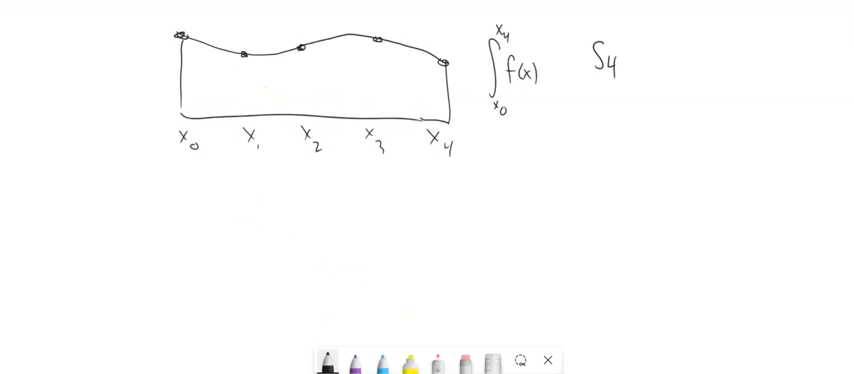 ∫_{x₀}^{x₄} f(x) S₄
x₀ x₁ x₂ x₃ x₄